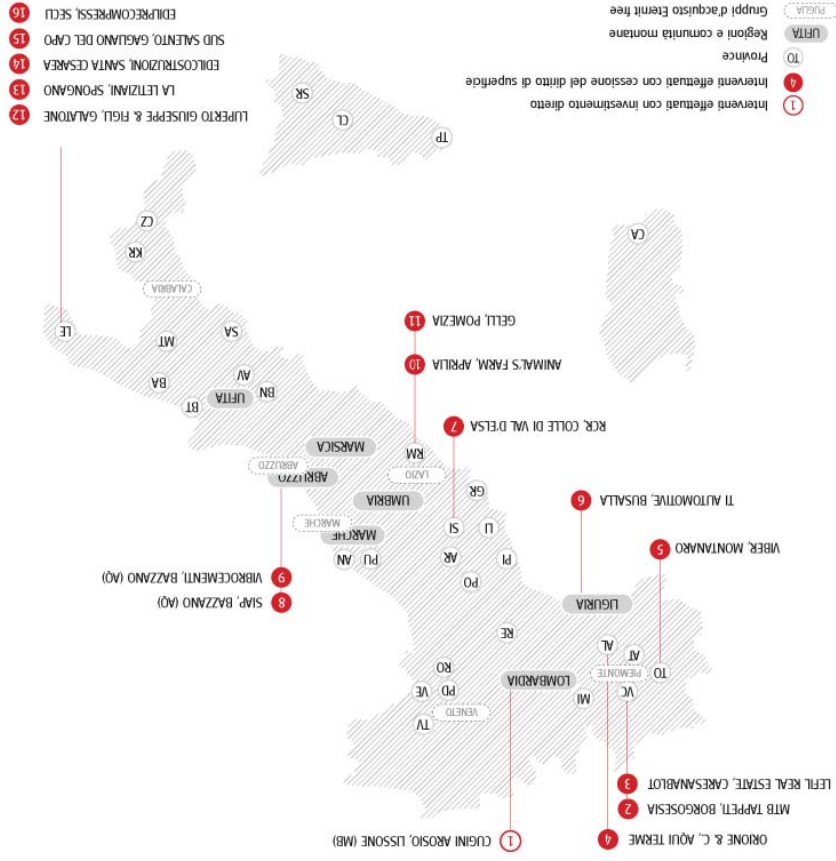 1 CUGINI AROSIO, LISSONE (MB)
4 ORIONE & C., AQUI TERME
2 MTB TAPPETI, BORGOSESIA
3 LEFIL REAL ESTATE, CARESANABLOT
TV
VENETO
VC
MI
PD
VE
TO
PIEMONTE
LOMBARDIA
RO
AT
AL
RE
LIGURIA
8 SIAP, BAZZANO (AQ)
9 VIBROCEMENTI, BAZZANO (AQ)
PO
PI
AR
PU
AN
5 VIBER, MONTANARO
MARCHE
MARCHE
LI
SI
6 TI AUTOMOTIVE, BUSALLA
UMBRIA
GR
LAZIO
ABRUZZO
ABRUZZO
RM
MARSICA
7 RCR, COLLE DI VAL D'ELSA
BT
UFITA
BN
BA
AV
10 ANIMAL'S FARM, APRILIA
MT
SA
LE
11 GELLI, POMEZIA
CALABRIA
KR
CA
CZ
TP
CL
SR
1 Interventi effettuati con investimento diretto
4 Interventi effettuati con cessione del diritto di superficie
TO Province
UFITA Regioni e comunità montane
PUGLIA Gruppi d'acquisto Eternit free
12 LUPERTO GIUSEPPE & FIGLI, GALATONE
13 LA LETIZIANI, SPONGANO
14 EDILCOSTRUZIONI, SANTA CESAREA
15 SUD SALENTO, GAGLIANO DEL CAPO
16 EDILPRECOMPRESSI, SECLI